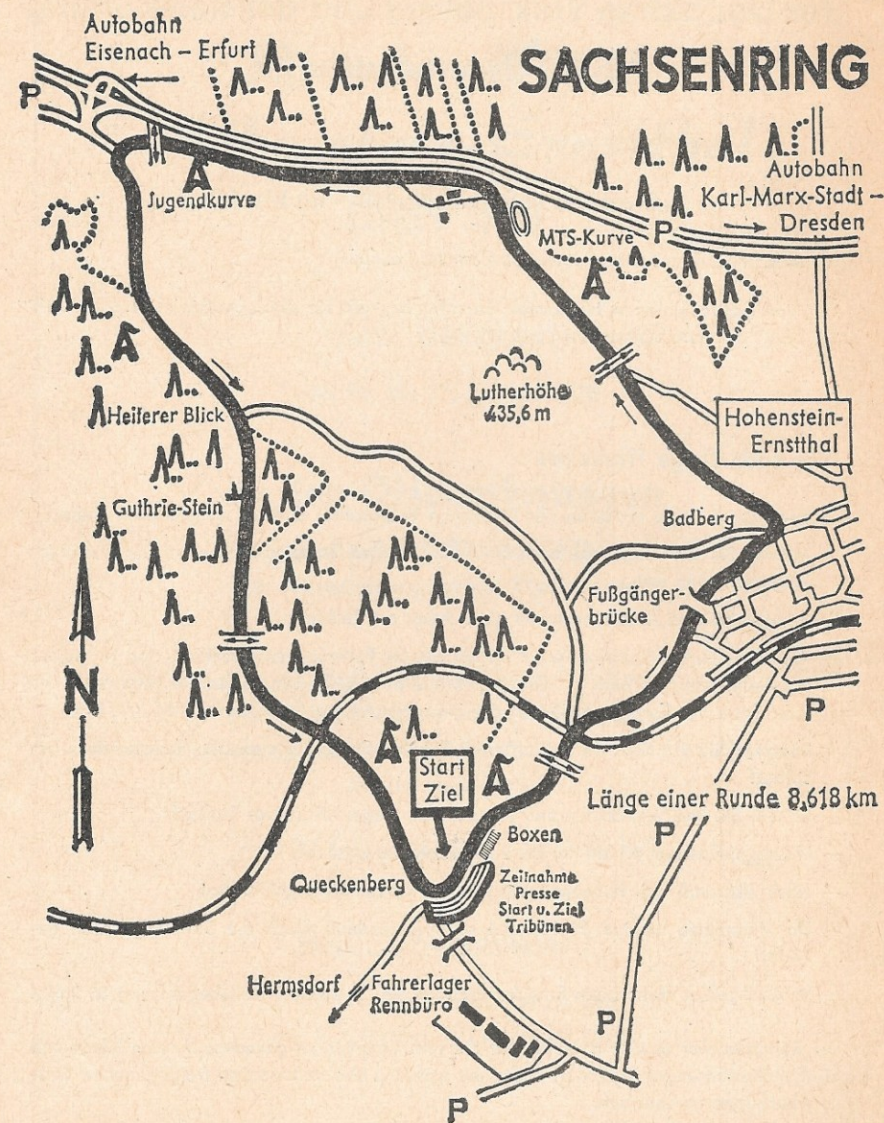 SACHSENRING
Autobahn
Eisenach – Erfurt
P
Jugendkurve
Autobahn
Karl-Marx-Stadt –
Dresden
P
MTS-Kurve
Lutherhöhe
435,6 m
Heiterer Blick
Hohenstein-
Ernstthal
Guthrie-Stein
Badberg
Fußgänger-
brücke
N
P
Start
Ziel
Länge einer Runde 8,618 km
P
Boxen
Queckenberg
Zeitnahme
Presse
Start u. Ziel
Tribünen
Hermsdorf
Fahrerlager
Rennbüro
P
P